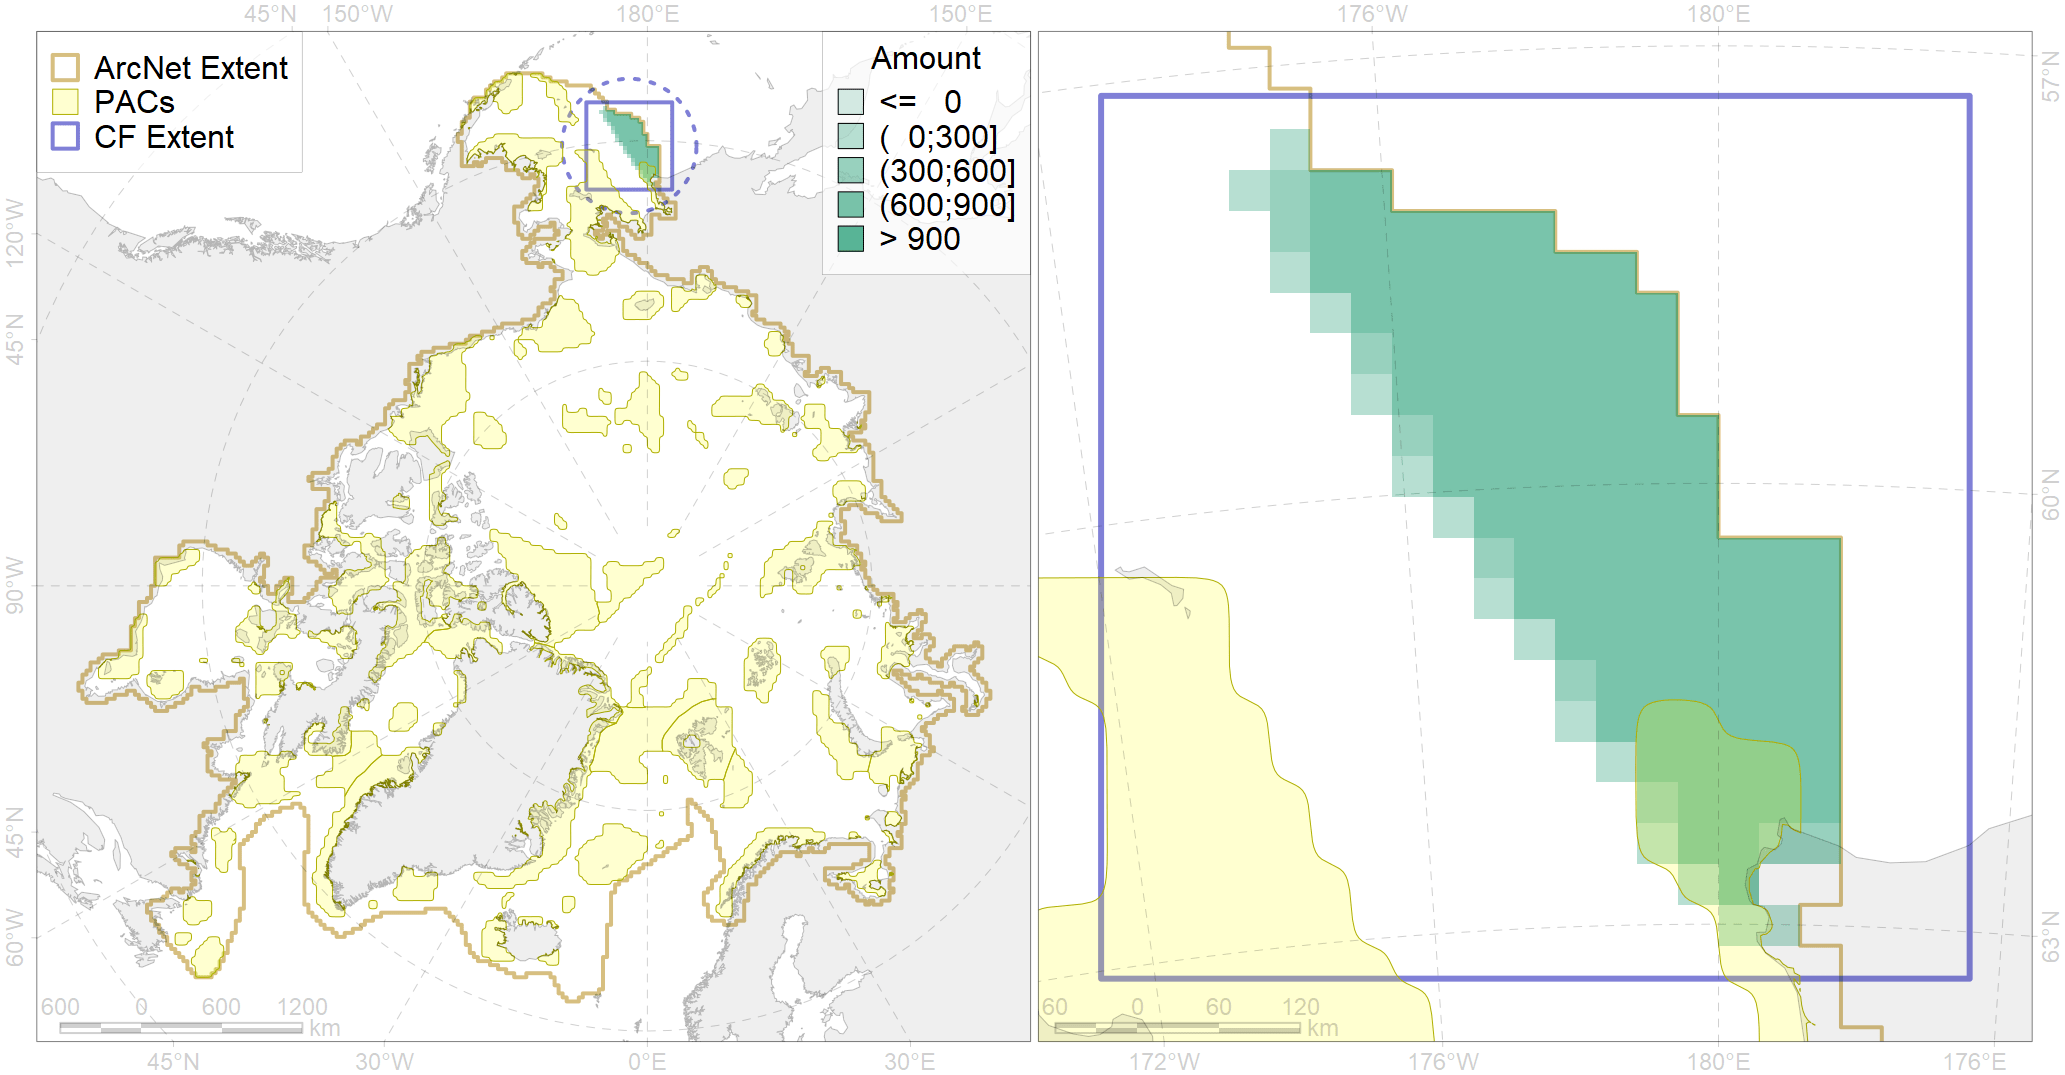 45°N 150°W 180°E 150°E 176°W 180°E
ArcNet Extent
PACs
CF Extent
Amount
<= 0
( 0;300]
(300;600]
(600;900]
> 900
120°W
45°N
90°W
45°N
60°W
57°N
60°N
63°N
600 0 600 1200
km
60 0 60 120
km
45°N 30°W 0°E 30°E 172°W 176°W 180°E 176°E